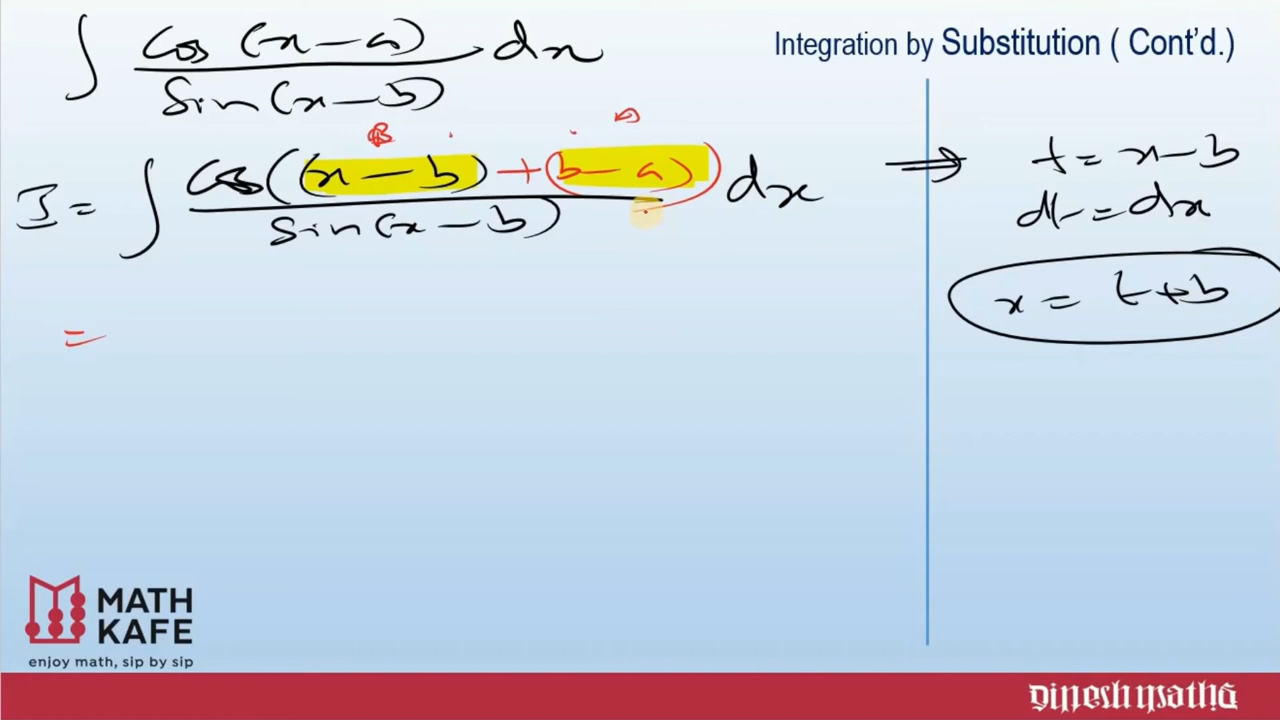 ∫ cos(x-a)/sin(x-b) dx
Integration by Substitution ( Cont'd.)
I = ∫ cos((x-b)+(b-a))/sin(x-b) dx
=
⇒ t = x-b
dt = dx
x = t+b
MATH
KAFE
enjoy math, sip by sip
Dineshmaths